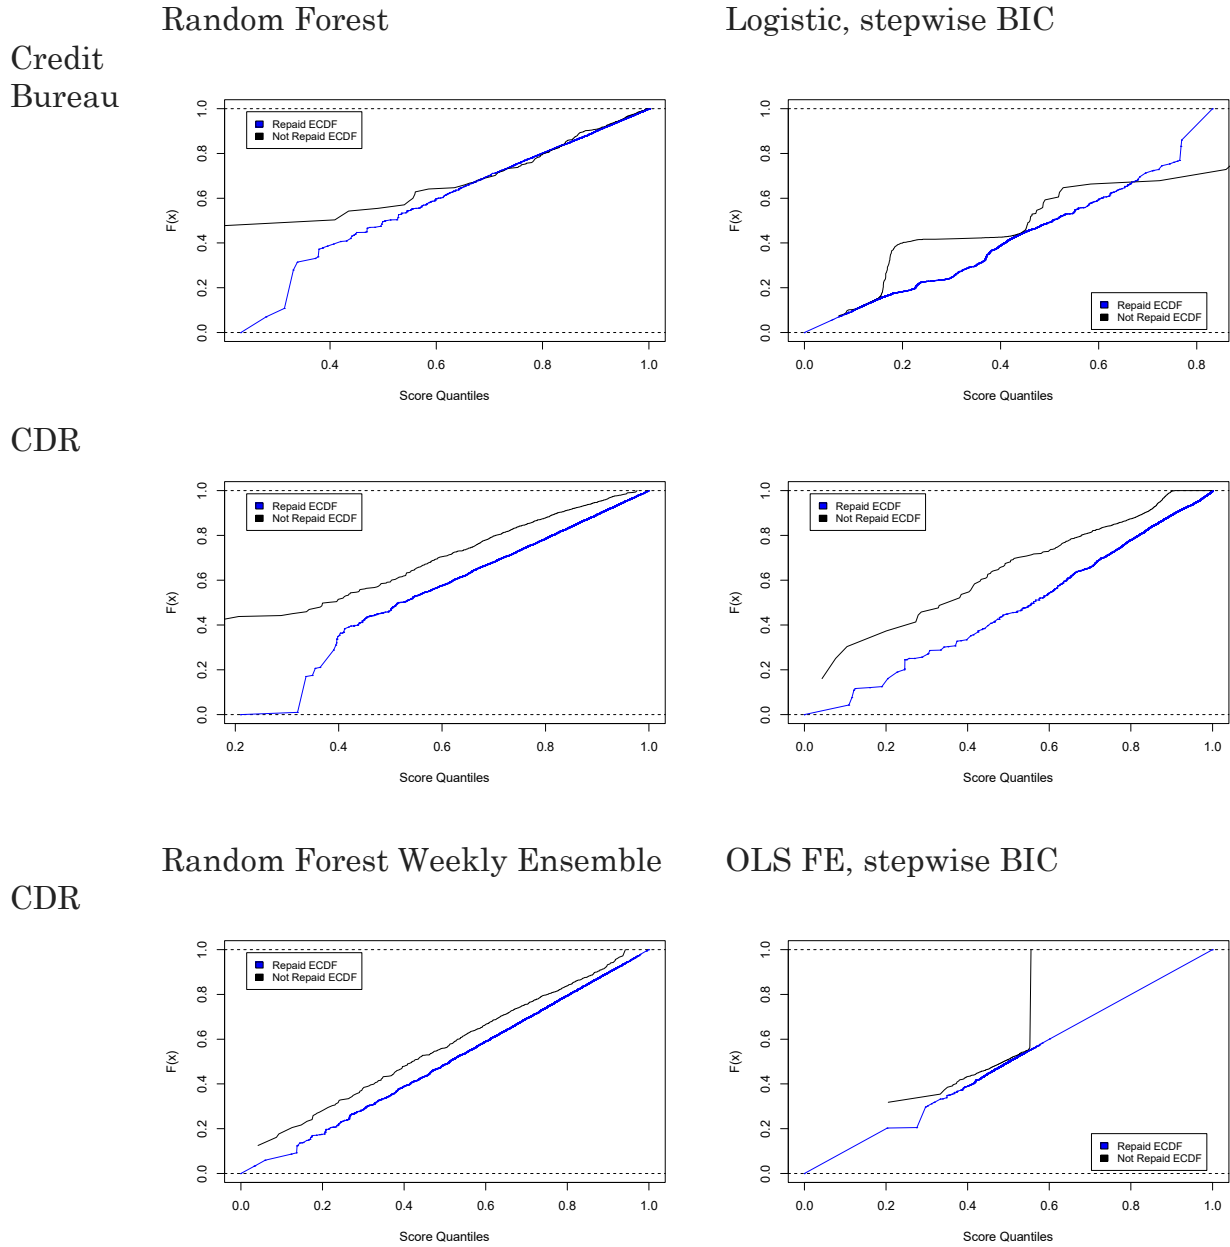 Random Forest
Logistic, stepwise BIC
Credit
Bureau
1.0
0.8
0.6
0.4
0.2
0.0
F(x)
Repaid ECDF
Not Repaid ECDF
0.4 0.6 0.8 1.0
Score Quantiles
1.0
0.8
0.6
0.4
0.2
0.0
F(x)
Repaid ECDF
Not Repaid ECDF
0.0 0.2 0.4 0.6 0.8
Score Quantiles
CDR
1.0
0.8
0.6
0.4
0.2
0.0
F(x)
Repaid ECDF
Not Repaid ECDF
0.2 0.4 0.6 0.8 1.0
Score Quantiles
1.0
0.8
0.6
0.4
0.2
0.0
F(x)
Repaid ECDF
Not Repaid ECDF
0.0 0.2 0.4 0.6 0.8 1.0
Score Quantiles
Random Forest Weekly Ensemble
OLS FE, stepwise BIC
CDR
1.0
0.8
0.6
0.4
0.2
0.0
F(x)
Repaid ECDF
Not Repaid ECDF
0.0 0.2 0.4 0.6 0.8 1.0
Score Quantiles
1.0
0.8
0.6
0.4
0.2
0.0
F(x)
Repaid ECDF
Not Repaid ECDF
0.0 0.2 0.4 0.6 0.8 1.0
Score Quantiles